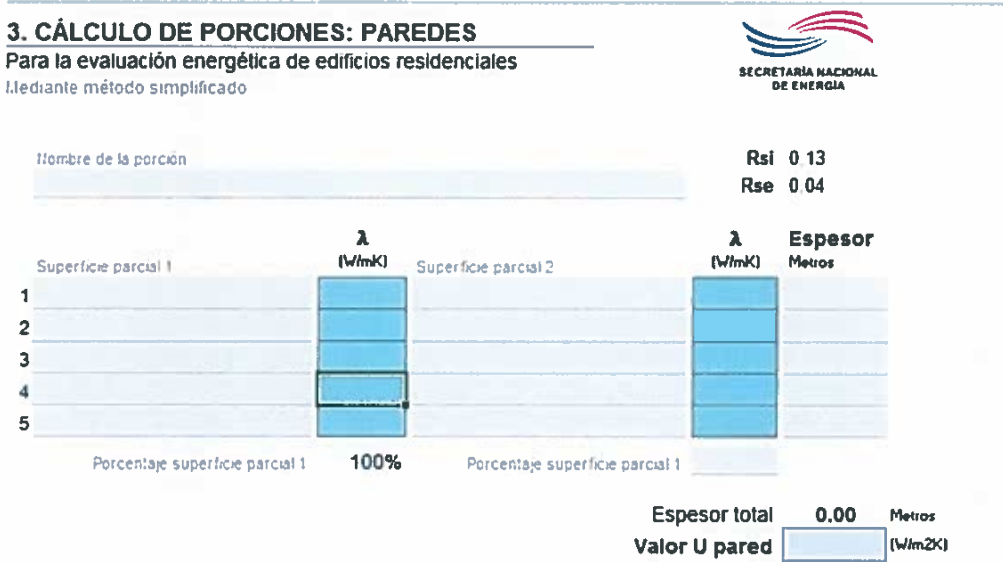 3. CÁLCULO DE PORCIONES: PAREDES
Para la evaluación energética de edificios residenciales
Mediante método simplificado
SECRETARÍA NACIONAL
DE ENERGÍA
Nombre de la porción
Rsi 0.13
Rse 0.04
Superficie parcial 1 λ (W/mK) Superficie parcial 2 λ (W/mK) Espesor Metros
1
2
3
4
5
Porcentaje superficie parcial 1 100% Porcentaje superficie parcial 1
Espesor total 0.00 Metros
Valor U pared (W/m2K)